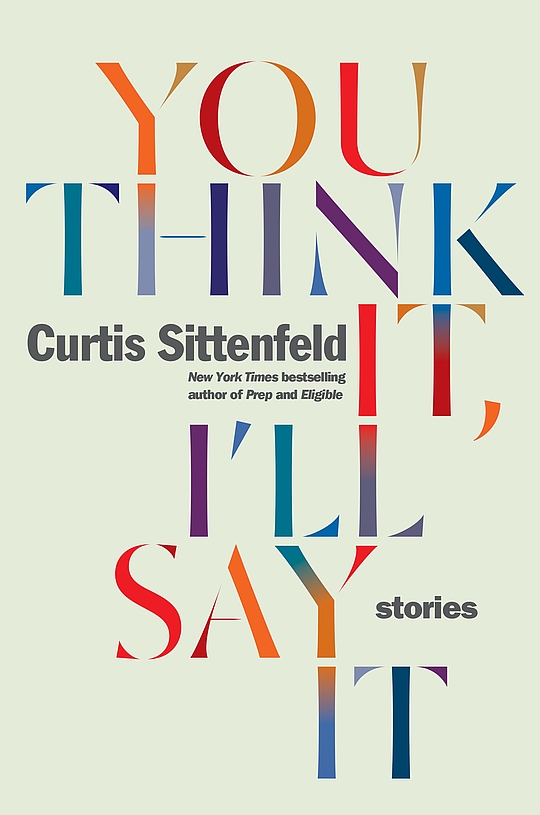 YOU
THINK
IT,
Curtis Sittenfeld
New York Times bestselling
author of Prep and Eligible
I'LL
SAY
stories
IT